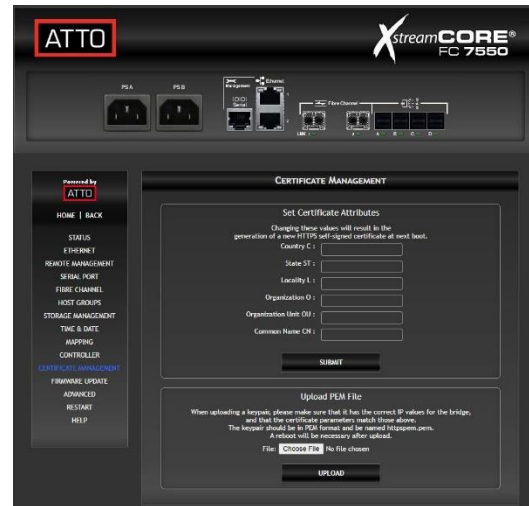 ATTO
XstreamCORE®
FC 7550
PS A
PS B
Management
Ethernet
Serial
1
2
Fibre Channel
LINK
A
B
C
D
Powered by
ATTO
HOME | BACK
STATUS
ETHERNET
REMOTE MANAGEMENT
SERIAL PORT
FIBRE CHANNEL
HOST GROUPS
STORAGE MANAGEMENT
TIME & DATE
MAPPING
CONTROLLER
CERTIFICATE MANAGEMENT
FIRMWARE UPDATE
ADVANCED
RESTART
HELP
CERTIFICATE MANAGEMENT
Set Certificate Attributes
Changing these values will result in the
generation of a new HTTPS self-signed certificate at next boot.
Country C :
State ST :
Locality L :
Organization O :
Organization Unit OU :
Common Name CN :
SUBMIT
Upload PEM File
When uploading a keypair, please make sure that it has the correct IP values for the bridge,
and that the certificate parameters match those above.
The keypair should be in PEM format and be named httpspem.pem.
A reboot will be necessary after upload.
File: Choose File No file chosen
UPLOAD